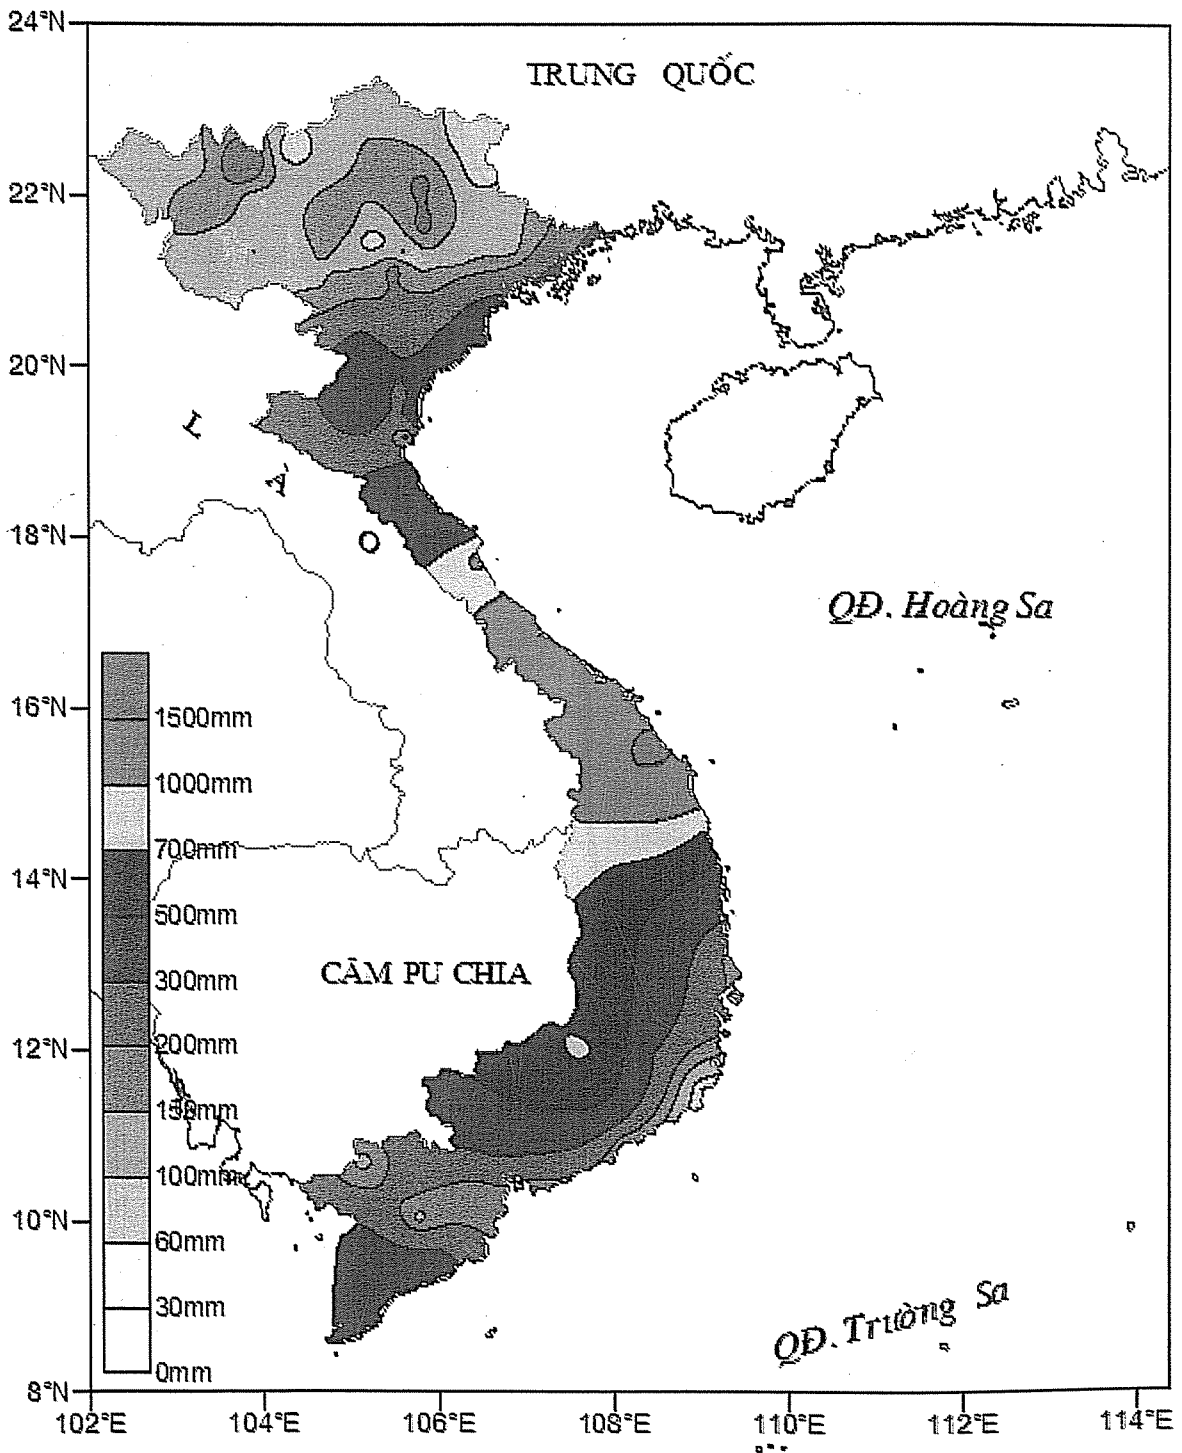 24°N
TRUNG QUỐC
22°N
20°N
L
À
O
18°N
QĐ. Hoàng Sa
16°N
1500mm
1000mm
700mm
14°N
500mm
CĂM PU CHIA
300mm
12°N
200mm
150mm
100mm
10°N
60mm
30mm
QĐ. Trường Sa
0mm
8°N
102°E 104°E 106°E 108°E 110°E 112°E 114°E